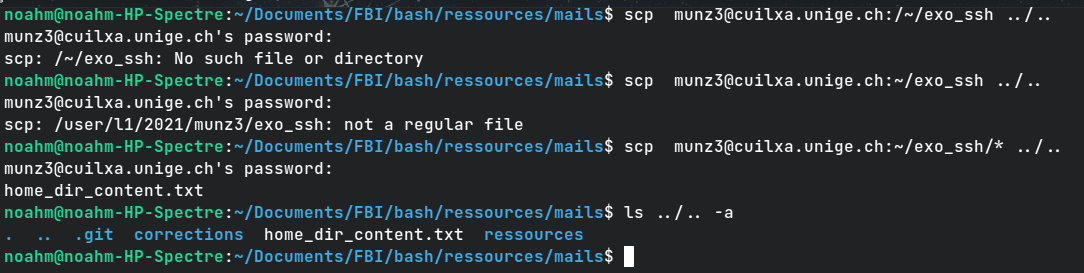 noahm@noahm-HP-Spectre:~/Documents/FBI/bash/ressources/mails$ scp  munz3@cuilxa.unige.ch:/~/exo_ssh ../..
munz3@cuilxa.unige.ch's password:
scp: /~/exo_ssh: No such file or directory
noahm@noahm-HP-Spectre:~/Documents/FBI/bash/ressources/mails$ scp  munz3@cuilxa.unige.ch:~/exo_ssh ../..
munz3@cuilxa.unige.ch's password:
scp: /user/l1/2021/munz3/exo_ssh: not a regular file
noahm@noahm-HP-Spectre:~/Documents/FBI/bash/ressources/mails$ scp  munz3@cuilxa.unige.ch:~/exo_ssh/* ../..
munz3@cuilxa.unige.ch's password:
home_dir_content.txt
noahm@noahm-HP-Spectre:~/Documents/FBI/bash/ressources/mails$ ls ../.. -a
.  ..  .git  corrections  home_dir_content.txt  ressources
noahm@noahm-HP-Spectre:~/Documents/FBI/bash/ressources/mails$